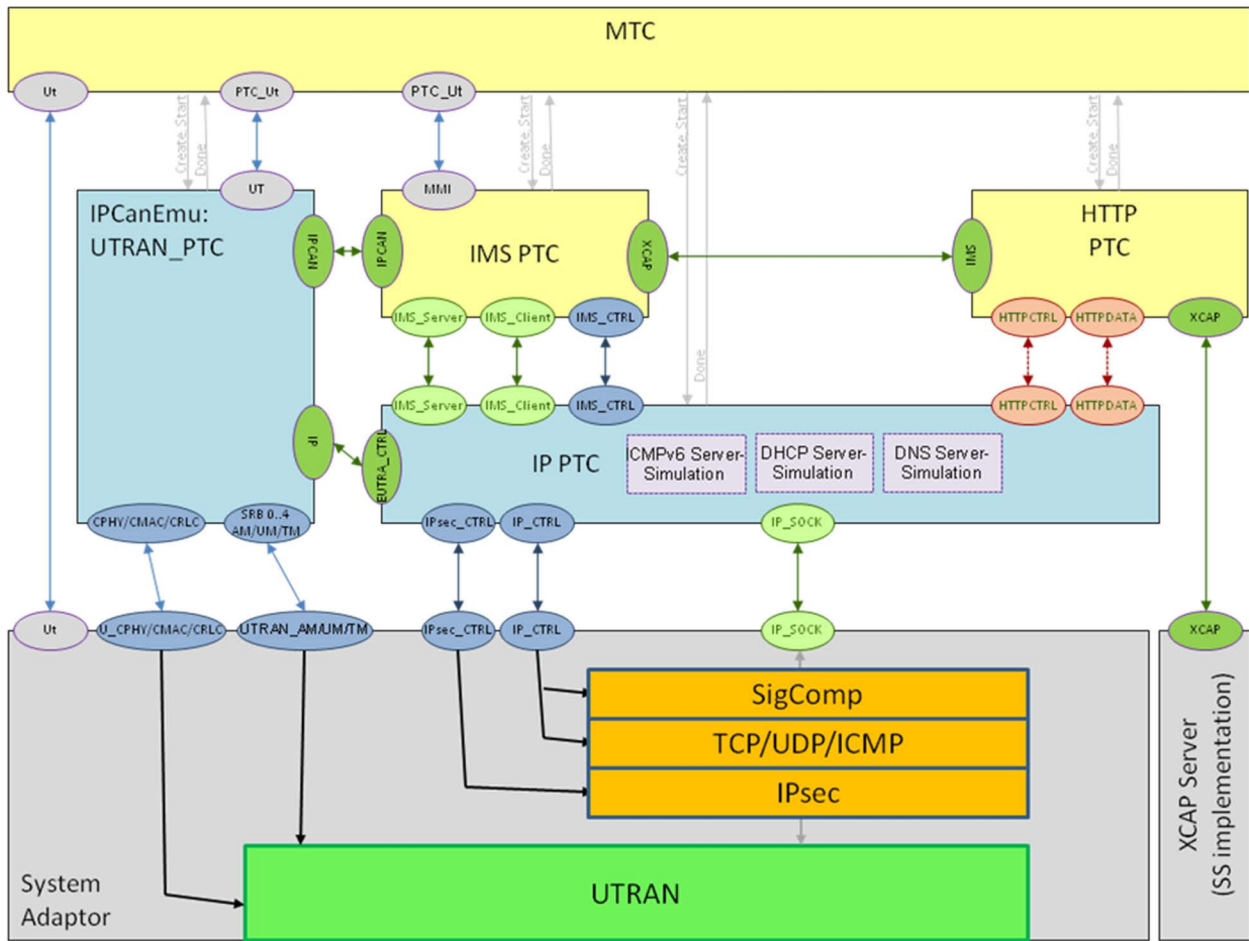 MTC
Ut
PTC_Ut
PTC_Ut
Create_Start
Done
Create_Start
Done
Create_Start
Done
Create_Start
Done
UT
MMI
IPCanEmu:
UTRAN_PTC
IPCAN
IPCAN
IMS PTC
XCAP
SMI
HTTP
PTC
IMS_Server
IMS_Client
IMS_CTRL
HTTPCTRL
HTTPDATA
XCAP
IMS_Server
IMS_Client
IMS_CTRL
HTTPCTRL
HTTPDATA
IP
EUTRA_CTRL
IP PTC
ICMPv6 Server-
Simulation
DHCP Server-
Simulation
DNS Server-
Simulation
CPHY/CMAC/CRLC
SRB 0..4
AM/UM/TM
IPsec_CTRL
IP_CTRL
IP_SOCK
Ut
U_CPHY/CMAC/CRLC
UTRAN_AM/UM/TM
IPsec_CTRL
IP_CTRL
IP_SOCK
XCAP
SigComp
TCP/UDP/ICMP
IPsec
UTRAN
System
Adaptor
XCAP Server
(SS implementation)